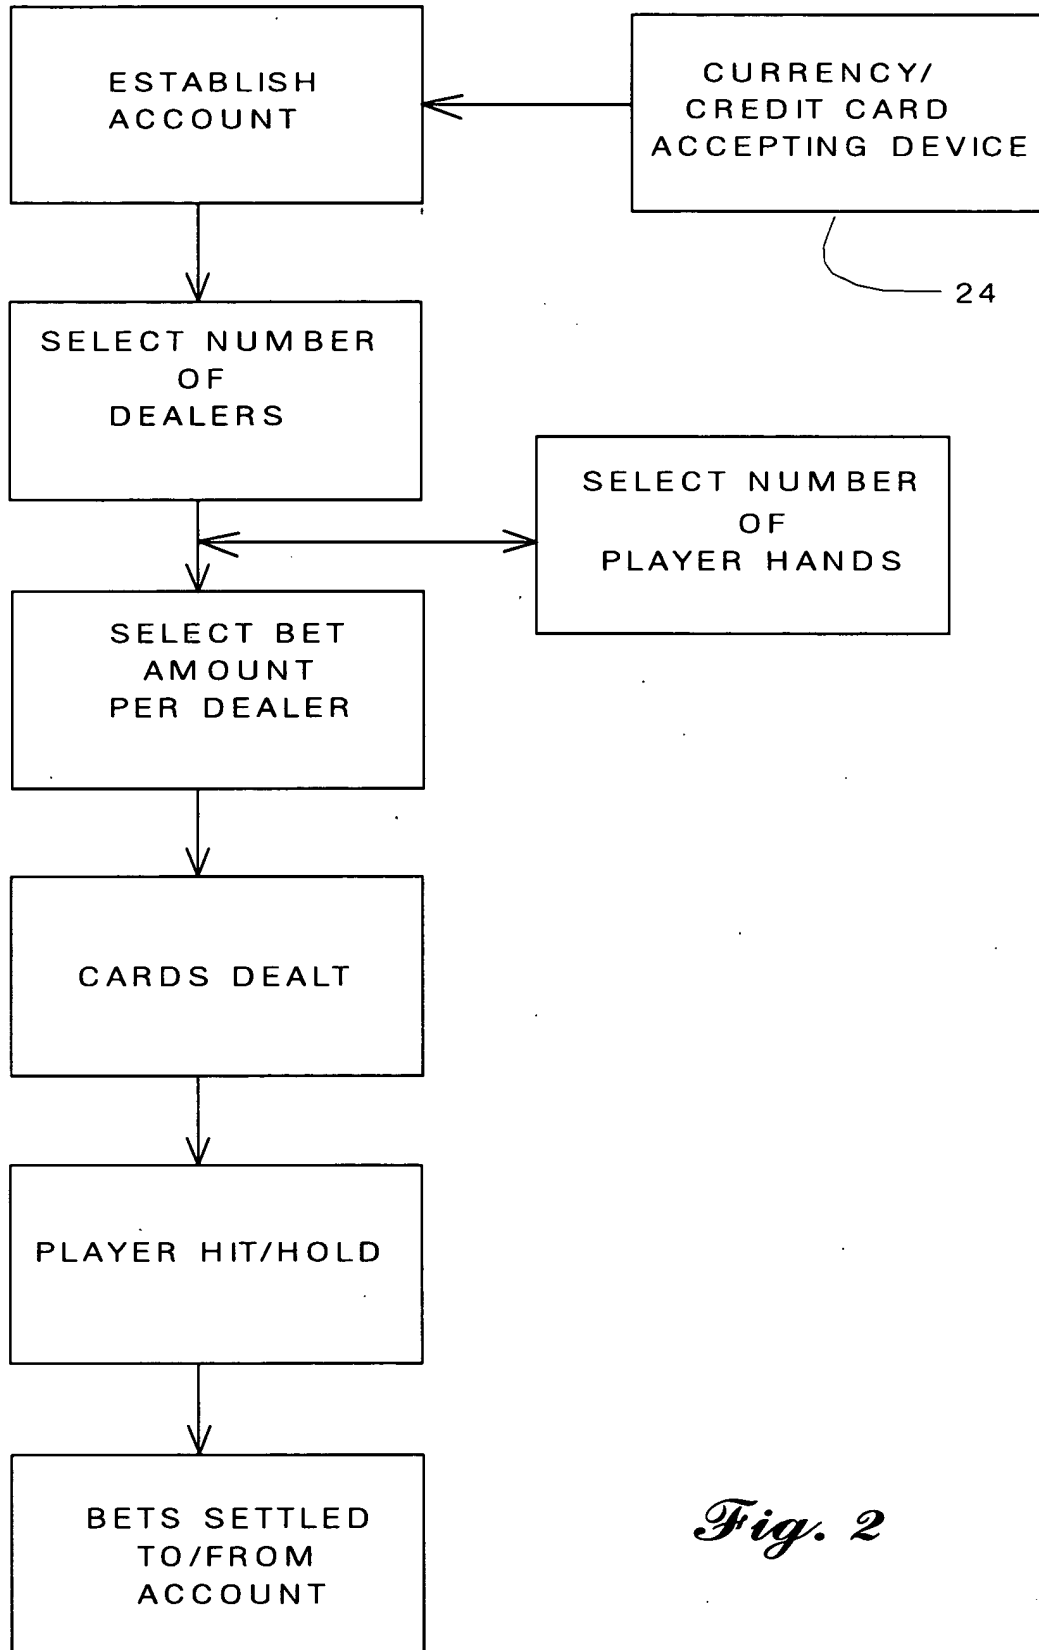 ESTABLISH
ACCOUNT
CURRENCY/
CREDIT CARD
ACCEPTING DEVICE
24
SELECT NUMBER
OF
DEALERS
SELECT NUMBER
OF
PLAYER HANDS
SELECT BET
AMOUNT
PER DEALER
CARDS DEALT
PLAYER HIT/HOLD
BETS SETTLED
TO/FROM
ACCOUNT
Fig. 2